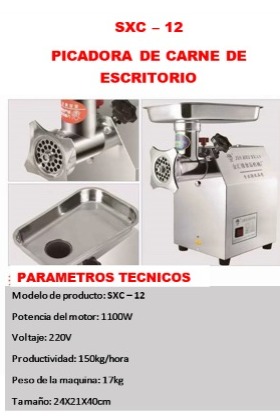 SXC – 12
PICADORA DE CARNE DE
ESCRITORIO
: PARAMETROS TECNICOS
Modelo de producto: SXC – 12
Potencia del motor: 1100W
Voltaje: 220V
Productividad: 150kg/hora
Peso de la maquina: 17kg
Tamaño: 24X21X40cm